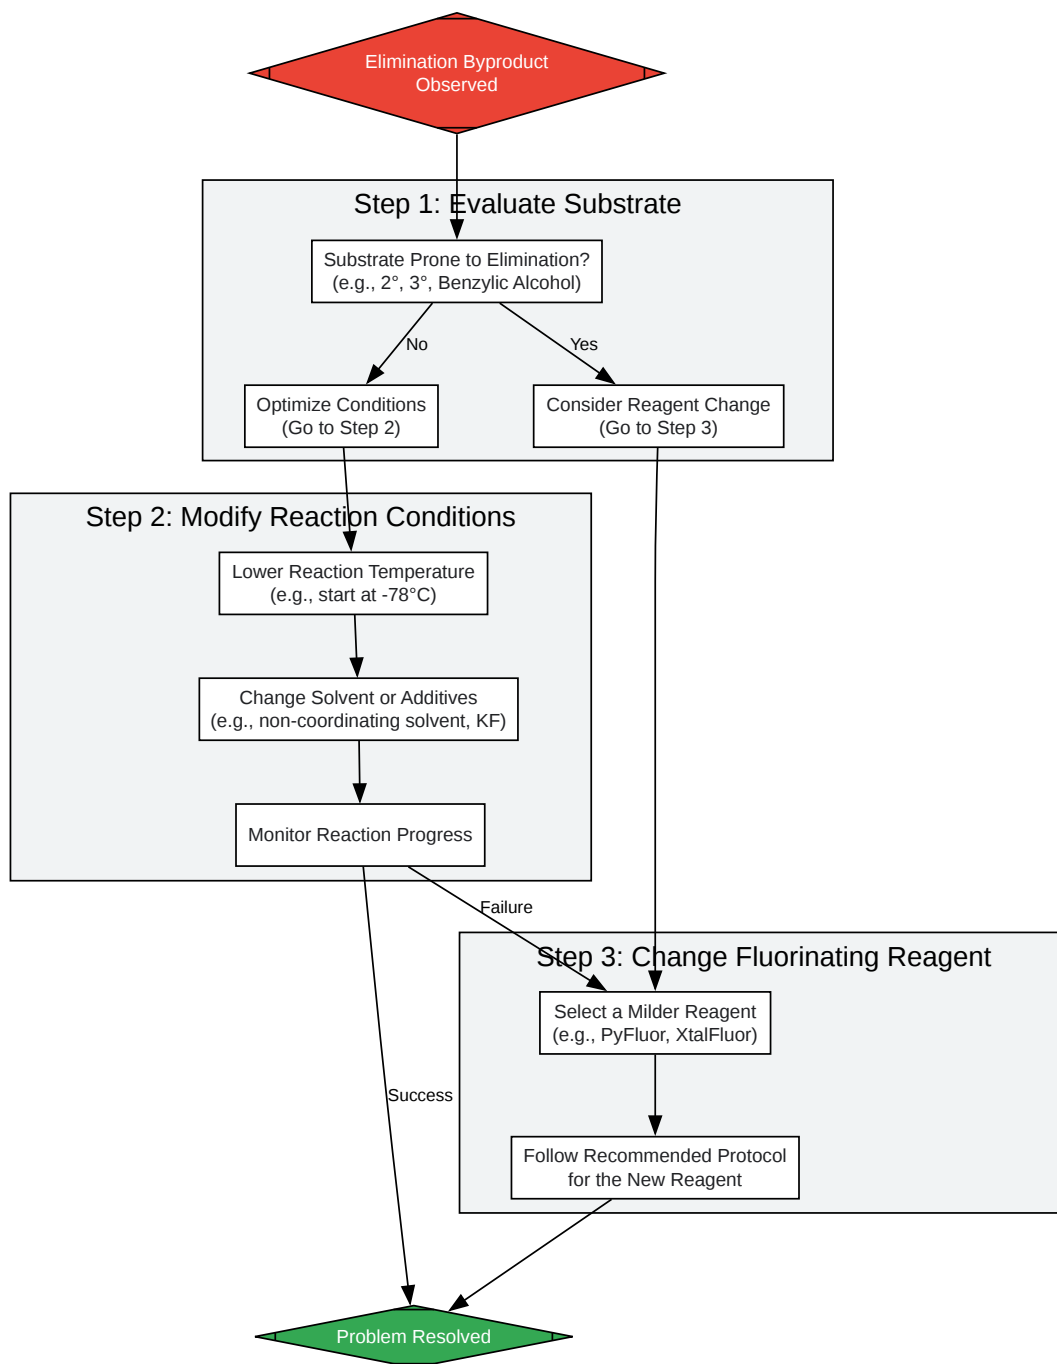 Elimination Byproduct
Observed
Step 1: Evaluate Substrate
Substrate Prone to Elimination?
(e.g., 2°, 3°, Benzylic Alcohol)
No
Yes
Optimize Conditions
(Go to Step 2)
Consider Reagent Change
(Go to Step 3)
Step 2: Modify Reaction Conditions
Lower Reaction Temperature
(e.g., start at -78°C)
Change Solvent or Additives
(e.g., non-coordinating solvent, KF)
Monitor Reaction Progress
Failure
Step 3: Change Fluorinating Reagent
Select a Milder Reagent
(e.g., PyFluor, XtalFluor)
Success
Follow Recommended Protocol
for the New Reagent
Problem Resolved